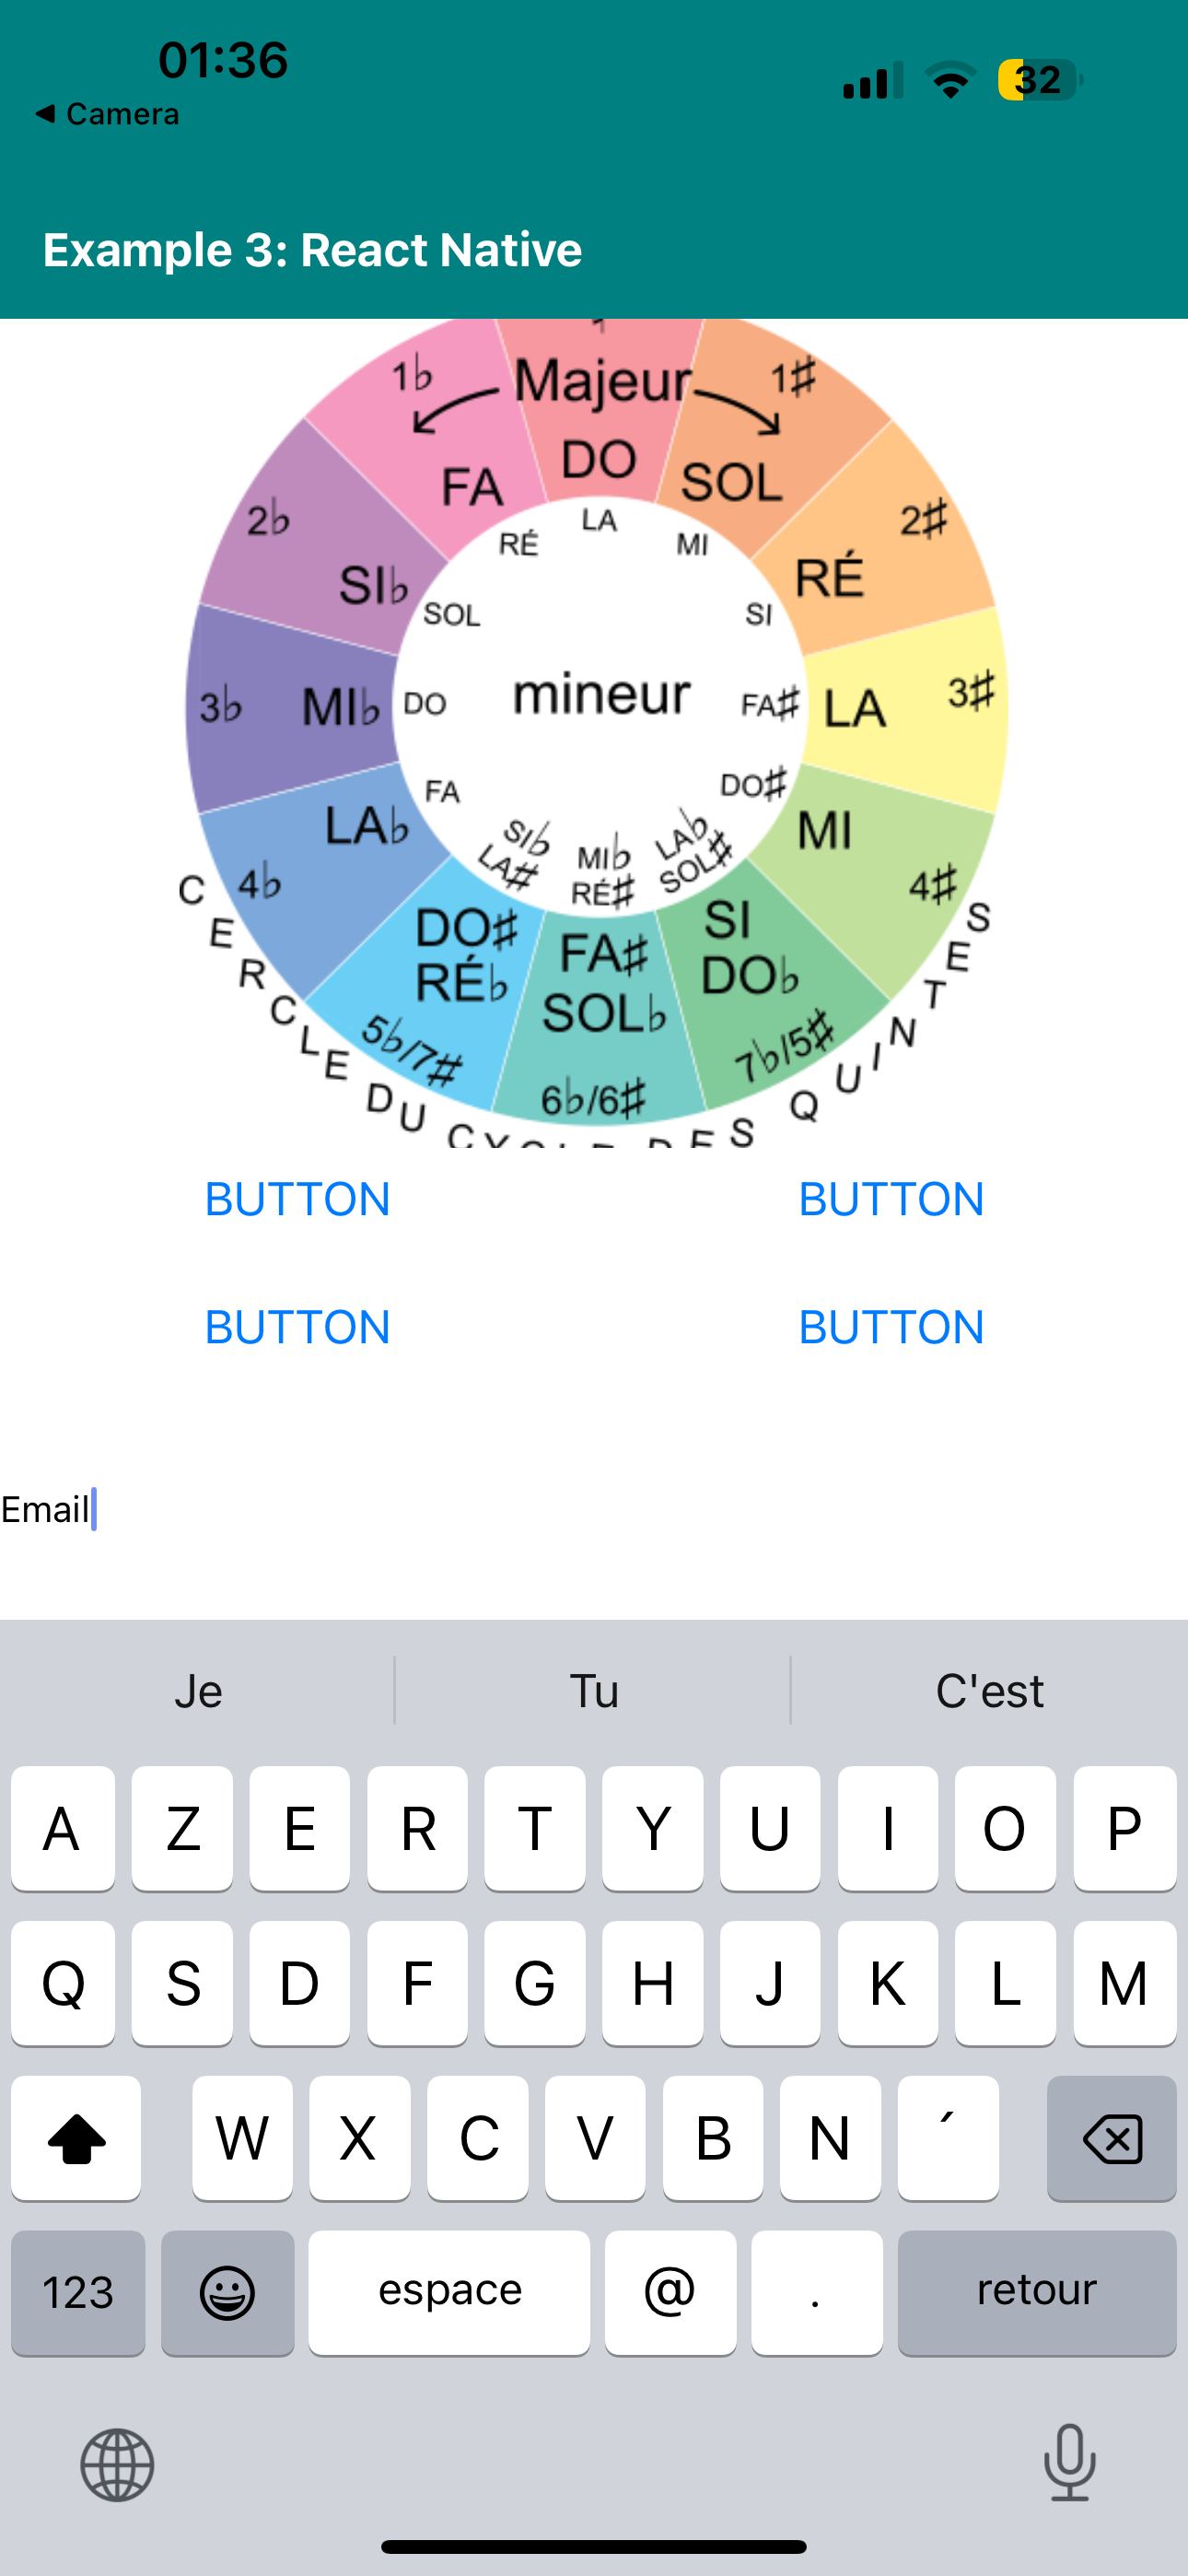 01:36
32
◀ Camera
Example 3: React Native
1♭
Majeur
1♯
FA
DO
SOL
2♭
RÉ
LA
MI
2♯
SI♭
SOL
SI
RÉ
3♭
MI♭
DO
mineur
FA♯
LA
3♯
LA♭
FA
DO♯
MI
4♭
SI♭
LA#
MI♭
RÉ♯
LA♭
SOL♯
4♯
DO♯
RÉ♭
FA♯
SOL♭
SI
DO♭
5♭/7#
6♭/6♯
7♭/5♯
CERCLE DU CYCLE DES QUINTES
BUTTON
BUTTON
BUTTON
BUTTON
Email
Je
Tu
C'est
A Z E R T Y U I O P
Q S D F G H J K L M
W X C V B N ´
123
espace
@
.
retour